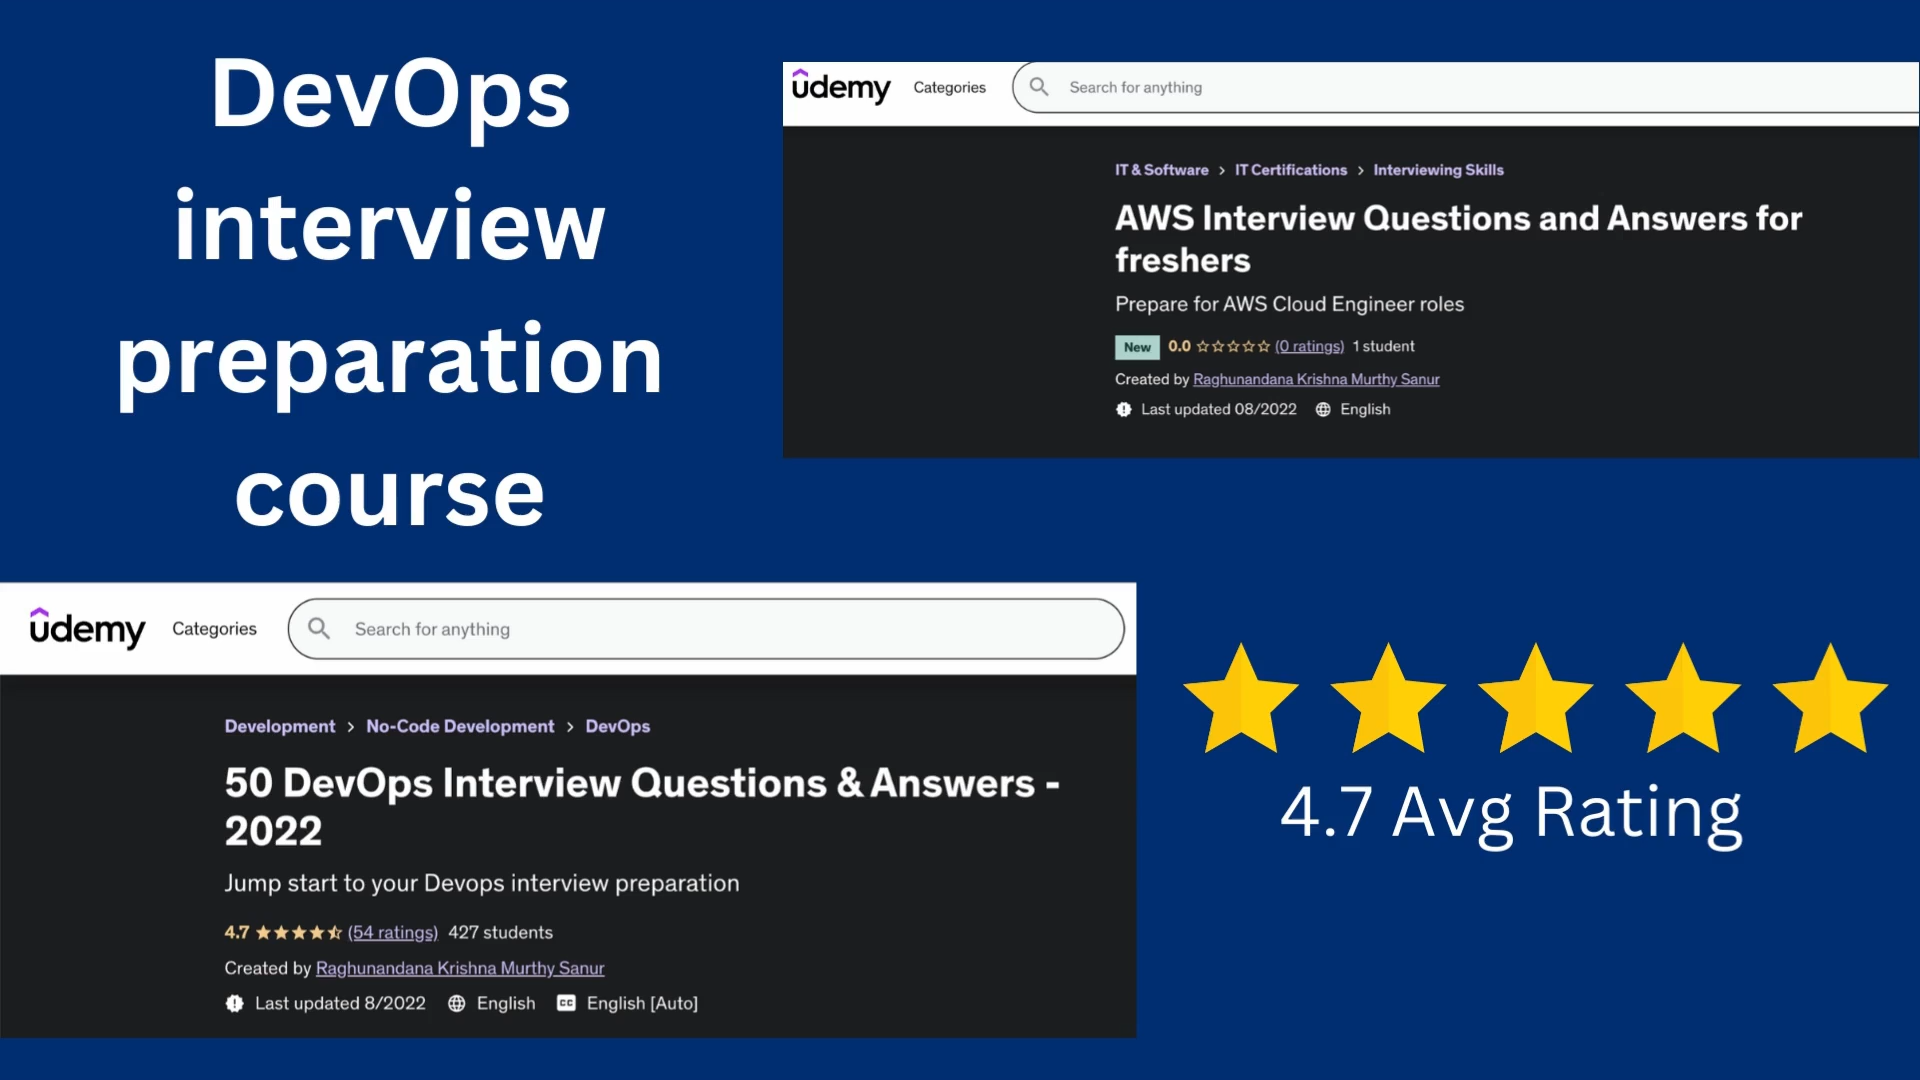 DevOps
interview
preparation
course
udemy Categories Search for anything
IT & Software > IT Certifications > Interviewing Skills
AWS Interview Questions and Answers for
freshers
Prepare for AWS Cloud Engineer roles
New 0.0 (0 ratings) 1 student
Created by Raghunandana Krishna Murthy Sanur
Last updated 08/2022 English
udemy Categories Search for anything
Development > No-Code Development > DevOps
50 DevOps Interview Questions & Answers -
2022
Jump start to your Devops interview preparation
4.7 (54 ratings) 427 students
Created by Raghunandana Krishna Murthy Sanur
Last updated 8/2022 English CC English [Auto]
4.7 Avg Rating